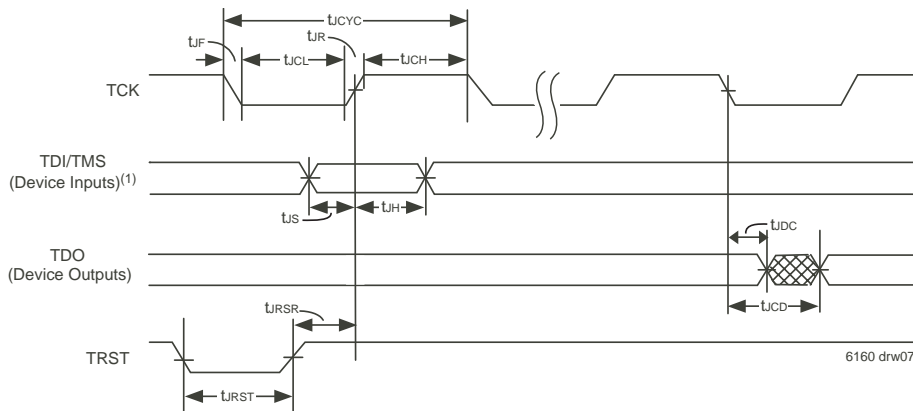 tJCYC
tJF
tJR
tJCL
tJCH
TCK
TDI/TMS
(Device Inputs)(1)
tJS
tJH
tJDC
TDO
(Device Outputs)
tJRSR
tJCD
TRST
6160 drw07
tJRST